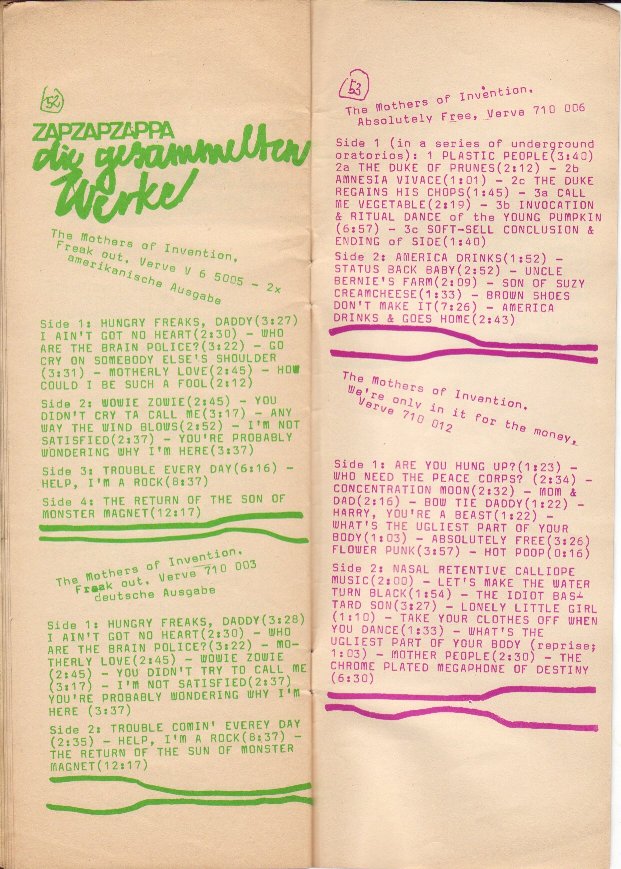 52
ZAPZAPZAPPA
die gesammelten
Werke
The Mothers of Invention.
Freak out. Verve V 6 5005 – 2x
amerikanische Ausgabe
Side 1: HUNGRY FREAKS, DADDY(3:27)
I AIN'T GOT NO HEART(2:30) – WHO
ARE THE BRAIN POLICE?(3:22) – GO
CRY ON SOMEBODY ELSE'S SHOULDER
(3:31) – MOTHERLY LOVE(2:45) – HOW
COULD I BE SUCH A FOOL(2:12)
Side 2: WOWIE ZOWIE(2:45) – YOU
DIDN'T CRY TA CALL ME(3:17) – ANY
WAY THE WIND BLOWS(2:52) – I'M NOT
SATISFIED(2:37) – YOU'RE PROBABLY
WONDERING WHY I'M HERE(3:37)
Side 3: TROUBLE EVERY DAY(6:16) –
HELP, I'M A ROCK(8:37)
Side 4: THE RETURN OF THE SON OF
MONSTER MAGNET(12:17)
The Mothers of Invention.
Freak out. Verve 710 003
deutsche Ausgabe
Side 1: HUNGRY FREAKS, DADDY(3:28)
I AIN'T GOT NO HEART(2:30) – WHO
ARE THE BRAIN POLICE?(3:22) – MO-
THERLY LOVE(2:45) – WOWIE ZOWIE
(2:45) – YOU DIDN'T TRY TO CALL ME
(3:17) – I'M NOT SATISFIED(2:37)
YOU'RE PROBABLY WONDERING WHY I'M
HERE (3:37)
Side 2: TROUBLE COMIN' EVEREY DAY
(2:35) – HELP, I'M A ROCK(8:37) –
THE RETURN OF THE SUN OF MONSTER
MAGNET(12:17)
53
The Mothers of Invention.
Absolutely Free, Verve 710 006
Side 1 (in a series of underground
oratorios): 1 PLASTIC PEOPLE(3:40)
2a THE DUKE OF PRUNES(2:12) – 2b
AMNESIA VIVACE(1:01) – 2c THE DUKE
REGAINS HIS CHOPS(1:45) – 3a CALL
ME VEGETABLE(2:19) – 3b INVOCATION
& RITUAL DANCE of the YOUNG PUMPKIN
(6:57) – 3c SOFT-SELL CONCLUSION &
ENDING of SIDE(1:40)
Side 2: AMERICA DRINKS(1:52) –
STATUS BACK BABY(2:52) – UNCLE
BERNIE'S FARM(2:09) – SON OF SUZY
CREAMCHEESE(1:33) – BROWN SHOES
DON'T MAKE IT(7:26) – AMERICA
DRINKS & GOES HOME(2:43)
The Mothers of Invention.
We're only in it for the money,
Verve 710 012
Side 1: ARE YOU HUNG UP?(1:23) –
WHO NEED THE PEACE CORPS? (2:34) –
CONCENTRATION MOON(2:32) – MOM &
DAD(2:16) – BOW TIE DADDY(1:22) –
HARRY, YOU'RE A BEAST(1:22) –
WHAT'S THE UGLIEST PART OF YOUR
BODY(1:03) – ABSOLUTELY FREE(3:26)
FLOWER PUNK(3:57) – HOT POOP(0:16)
Side 2: NASAL RETENTIVE CALLIOPE
MUSIC(2:00) – LET'S MAKE THE WATER
TURN BLACK(1:54) – THE IDIOT BAS–
TARD SON(3:27) – LONELY LITTLE GIRL
(1:10) – TAKE YOUR CLOTHES OFF WHEN
YOU DANCE(1:33) – WHAT'S THE
UGLIEST PART OF YOUR BODY (reprise;
1:03) – MOTHER PEOPLE(2:30) – THE
CHROME PLATED MEGAPHONE OF DESTINY
(6:30)